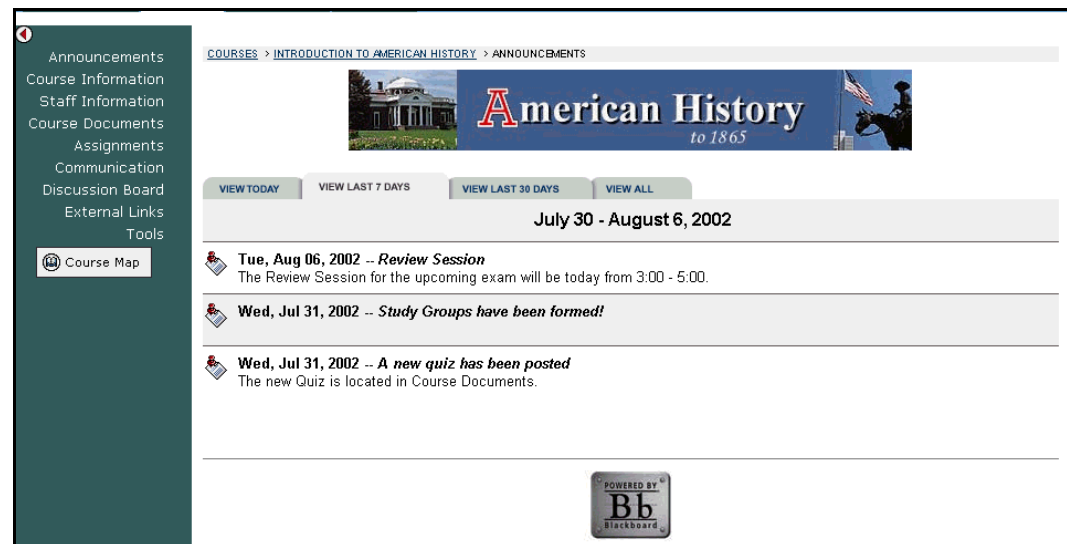 Announcements
Course Information
Staff Information
Course Documents
Assignments
Communication
Discussion Board
External Links
Tools
Course Map
COURSES > INTRODUCTION TO AMERICAN HISTORY > ANNOUNCEMENTS
American History
to 1865
VIEW TODAY VIEW LAST 7 DAYS VIEW LAST 30 DAYS VIEW ALL
July 30 - August 6, 2002
Tue, Aug 06, 2002 -- Review Session
The Review Session for the upcoming exam will be today from 3:00 - 5:00.
Wed, Jul 31, 2002 -- Study Groups have been formed!
Wed, Jul 31, 2002 -- A new quiz has been posted
The new Quiz is located in Course Documents.
POWERED BY
Bb
Blackboard